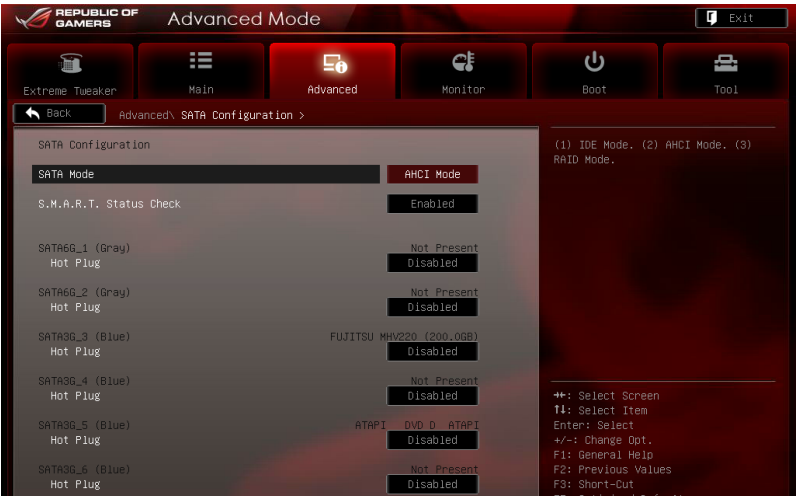 REPUBLIC OF
GAMERS
Advanced Mode
Exit
Extreme Tweaker
Main
Advanced
Monitor
Boot
Tool
Back
Advanced\ SATA Configuration >
SATA Configuration
SATA Mode AHCI Mode
S.M.A.R.T. Status Check Enabled
SATA6G_1 (Gray) Not Present
Hot Plug Disabled
SATA6G_2 (Gray) Not Present
Hot Plug Disabled
SATA3G_3 (Blue) FUJITSU MHV220 (200.0GB)
Hot Plug Disabled
SATA3G_4 (Blue) Not Present
Hot Plug Disabled
SATA3G_5 (Blue) ATAPI DVD D ATAPI
Hot Plug Disabled
SATA3G_6 (Blue) Not Present
Hot Plug Disabled
(1) IDE Mode. (2) AHCI Mode. (3)
RAID Mode.
→←: Select Screen
↑↓: Select Item
Enter: Select
+/-: Change Opt.
F1: General Help
F2: Previous Values
F3: Short-Cut